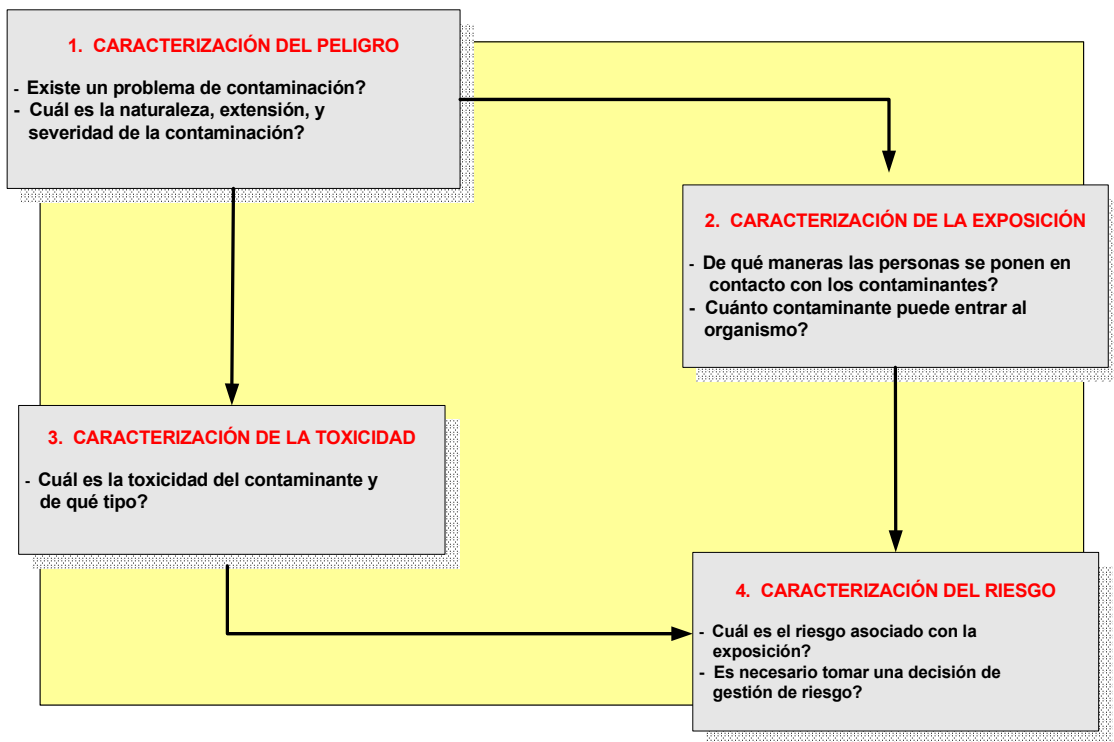 1. CARACTERIZACIÓN DEL PELIGRO
- Existe un problema de contaminación?
- Cuál es la naturaleza, extensión, y
severidad de la contaminación?
2. CARACTERIZACIÓN DE LA EXPOSICIÓN
- De qué maneras las personas se ponen en
contacto con los contaminantes?
- Cuánto contaminante puede entrar al
organismo?
3. CARACTERIZACIÓN DE LA TOXICIDAD
- Cuál es la toxicidad del contaminante y
de qué tipo?
4. CARACTERIZACIÓN DEL RIESGO
- Cuál es el riesgo asociado con la
exposición?
- Es necesario tomar una decisión de
gestión de riesgo?